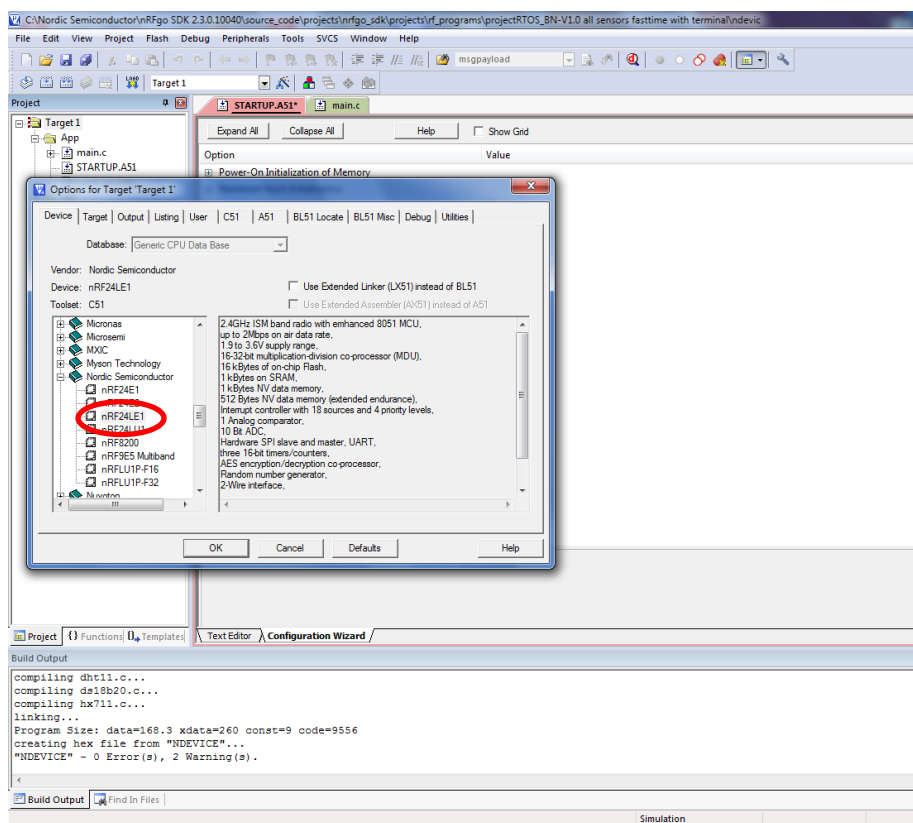 C:\Nordic Semiconductor\nRFgo SDK 2.3.0.10040\source_code\projects\nrfgo_sdk\projects\rf_programs\projectRTOS_BN-V1.0 all sensors fasttime with terminal\ndevic
File Edit View Project Flash Debug Peripherals Tools SVCS Window Help
msgpayload
LOAD Target 1
Project
STARTUP.A51* main.c
Target 1
App
main.c
STARTUP.A51
Expand All Collapse All Help Show Grid
Option Value
Power-On Initialization of Memory
Options for Target 'Target 1'
Device Target Output Listing User C51 A51 BL51 Locate BL51 Misc Debug Utilities
Database: Generic CPU Data Base
Vendor: Nordic Semiconductor
Device: nRF24LE1
Toolset: C51
Use Extended Linker (LX51) instead of BL51
Use Extended Assembler (AX51) instead of A51
Micronas
Microsemi
MXIC
Myson Technology
Nordic Semiconductor
nRF24E1
nRF24LE1
nRF24LU1
nRF8200
nRF9E5 Multiband
nRFLU1P-F16
nRFLU1P-F32
Nuvoton
2.4GHz ISM band radio with emhanced 8051 MCU,
up to 2Mbps on air data rate,
1.9 to 3.6V supply range,
16-32-bit multiplication-division co-processor (MDU),
16 kBytes of on-chip Flash,
1 kBytes on SRAM,
1 kBytes NV data memory,
512 Bytes NV data memory (extended endurance),
Interrupt controller with 18 sources and 4 priority levels,
1 Analog comparator,
10 Bit ADC,
Hardware SPI slave and master, UART,
three 16-bit timers/counters,
AES encryption/decryption co-processor,
Random number generator,
2-Wire interface,
OK Cancel Defaults Help
Project {} Functions Templates
Text Editor Configuration Wizard
Build Output
compiling dht11.c...
compiling ds18b20.c...
compiling hx711.c...
linking...
Program Size: data=168.3 xdata=260 const=9 code=9556
creating hex file from "NDEVICE"...
"NDEVICE" - 0 Error(s), 2 Warning(s).
Build Output Find In Files
Simulation